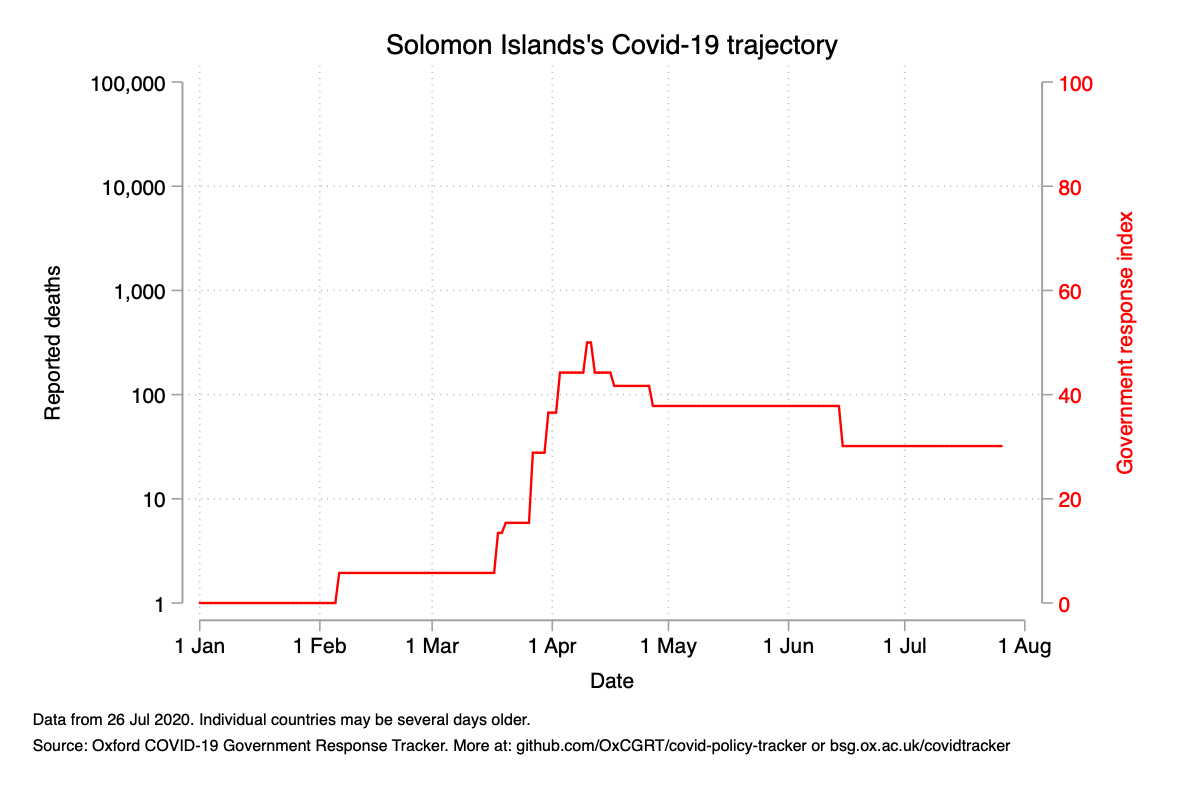 Solomon Islands's Covid-19 trajectory
100,000
10,000
1,000
100
10
1
Reported deaths
100
80
60
40
20
0
Government response index
1 Jan 1 Feb 1 Mar 1 Apr 1 May 1 Jun 1 Jul 1 Aug
Date
Data from 26 Jul 2020. Individual countries may be several days older.
Source: Oxford COVID-19 Government Response Tracker. More at: github.com/OxCGRT/covid-policy-tracker or bsg.ox.ac.uk/covidtracker